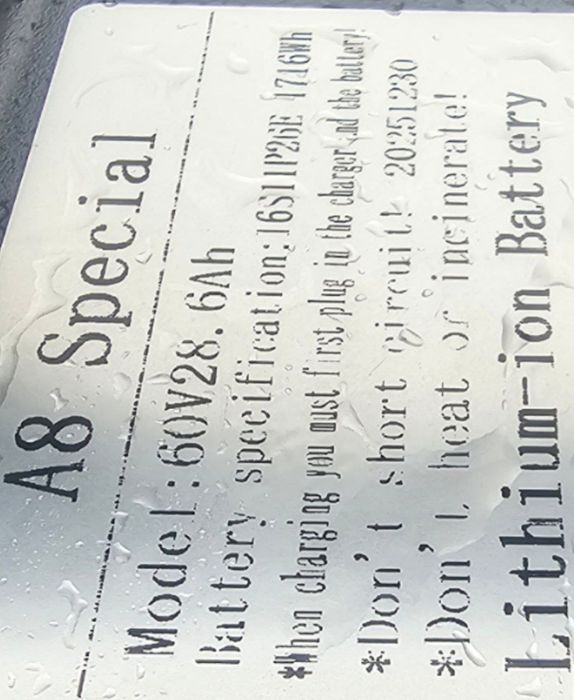 A8 Special
Model:60V28.6Ah
Battery specification;16S11P26E 1716Wh
*When charging you must first plug in the charger and the battery!
*Don't short circuit! 20251230
*Don't heat or incinerate!
Lithium-ion Battery